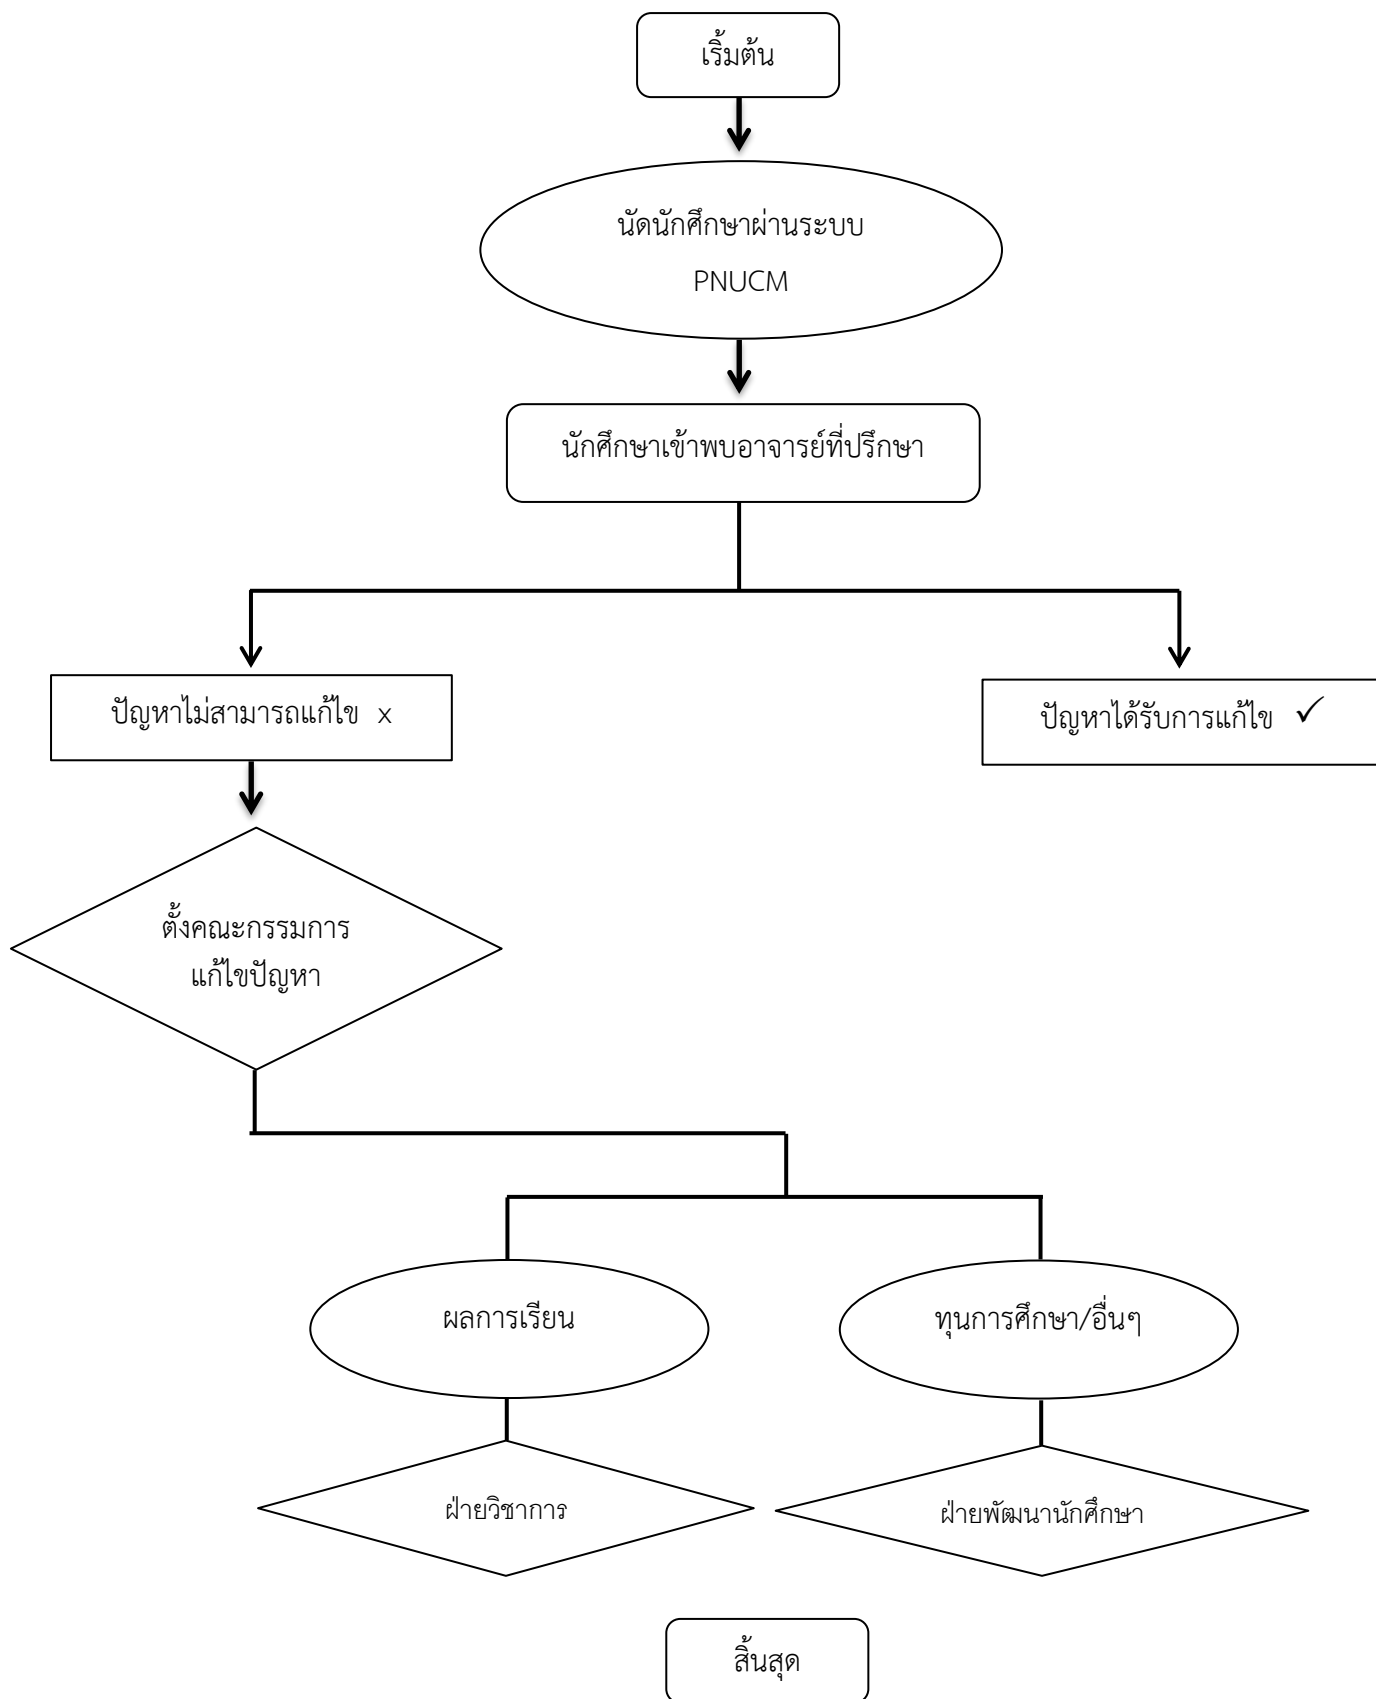 เริ่มต้น
นัดนักศึกษาผ่านระบบ
PNUCM
นักศึกษาเข้าพบอาจารย์ที่ปรึกษา
ปัญหาไม่สามารถแก้ไข x
ปัญหาได้รับการแก้ไข ✓
ตั้งคณะกรรมการ
แก้ไขปัญหา
ผลการเรียน
ทุนการศึกษา/อื่นๆ
ฝ่ายวิชาการ
ฝ่ายพัฒนานักศึกษา
สิ้นสุด